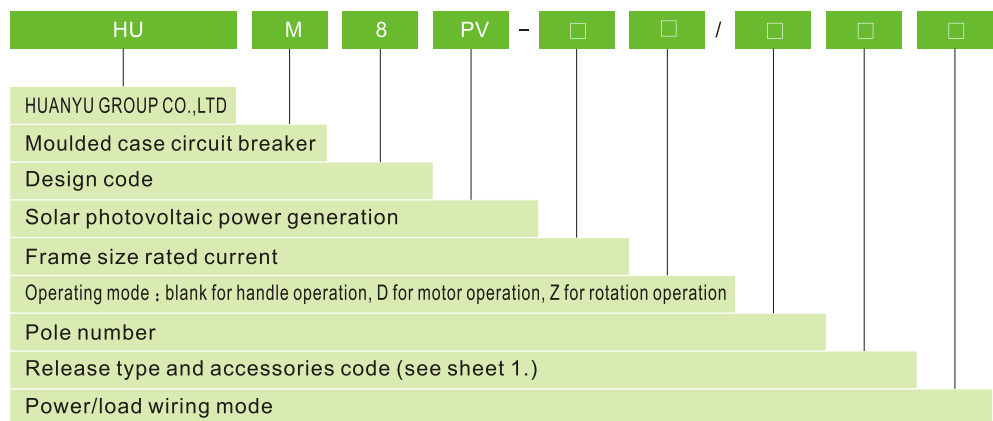 HU M 8 PV – □ □ / □ □ □
HUANYU GROUP CO.,LTD
Moulded case circuit breaker
Design code
Solar photovoltaic power generation
Frame size rated current
Operating mode：blank for handle operation, D for motor operation, Z for rotation operation
Pole number
Release type and accessories code (see sheet 1.)
Power/load wiring mode